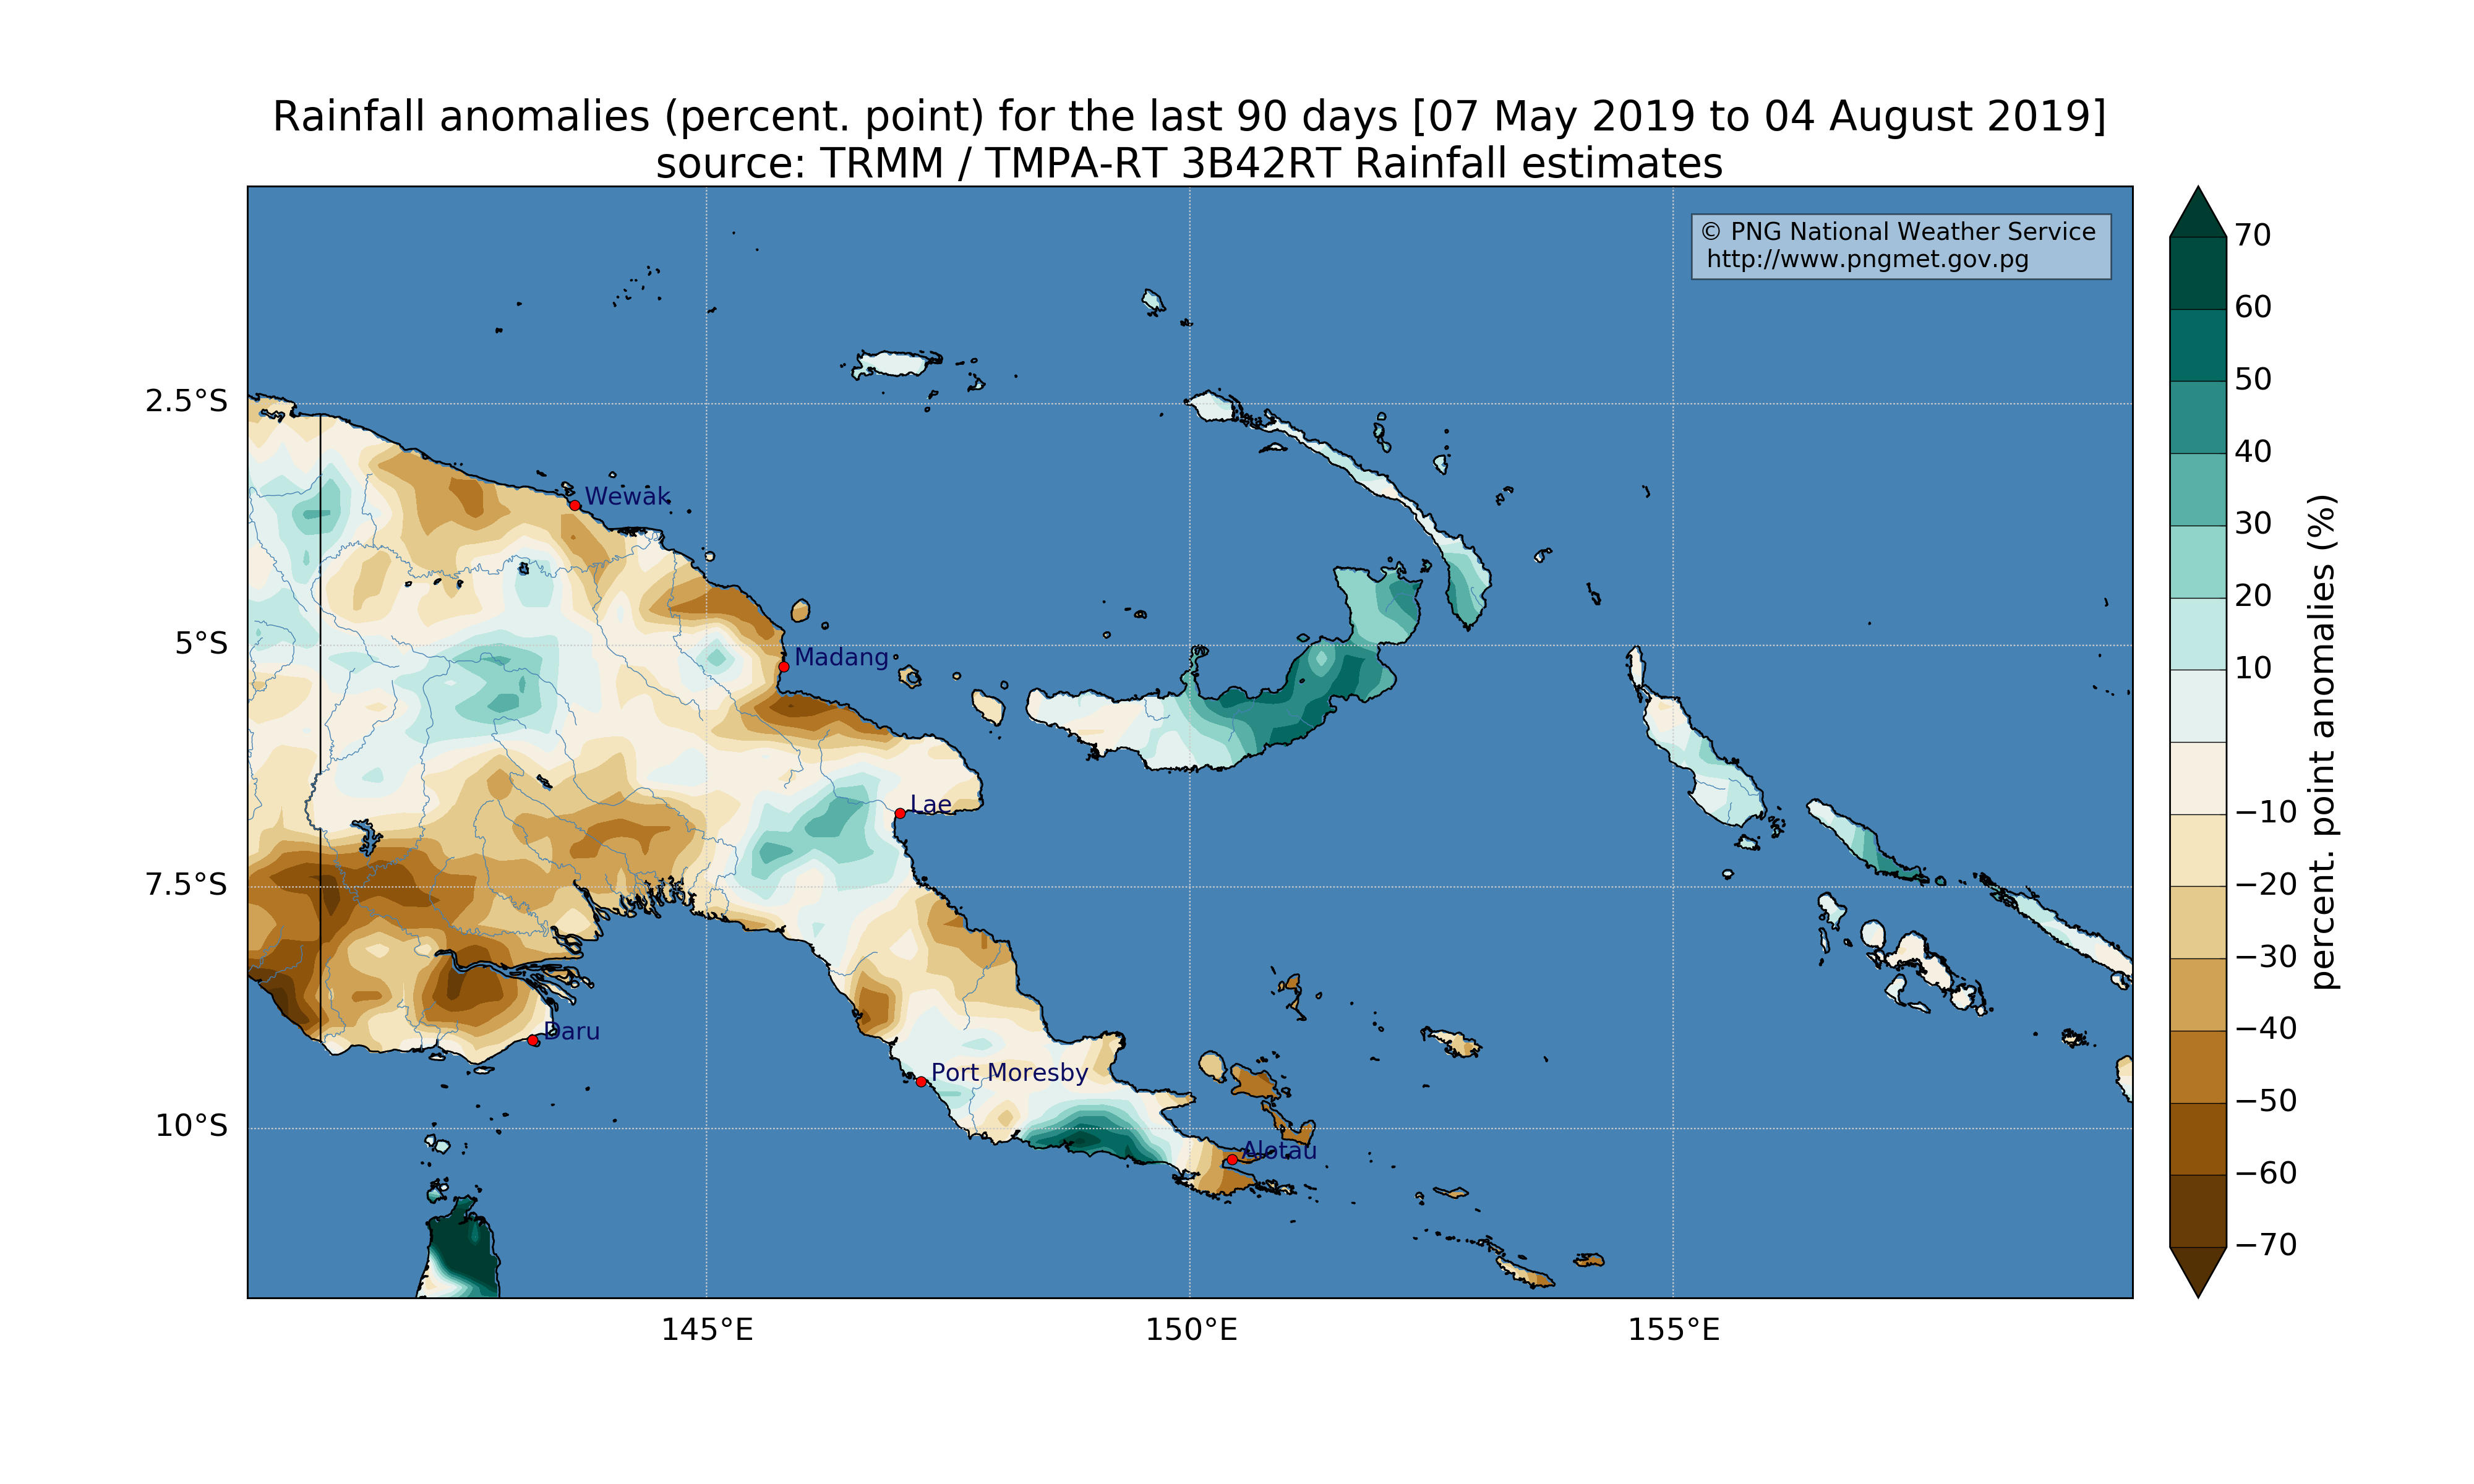 Rainfall anomalies (percent. point) for the last 90 days [07 May 2019 to 04 August 2019]
source: TRMM / TMPA-RT 3B42RT Rainfall estimates
© PNG National Weather Service
http://www.pngmet.gov.pg
2.5°S
5°S
7.5°S
10°S
145°E
150°E
155°E
Wewak
Madang
Lae
Daru
Port Moresby
Alotau
70
60
50
40
30
20
10
−10
−20
−30
−40
−50
−60
−70
percent. point anomalies (%)